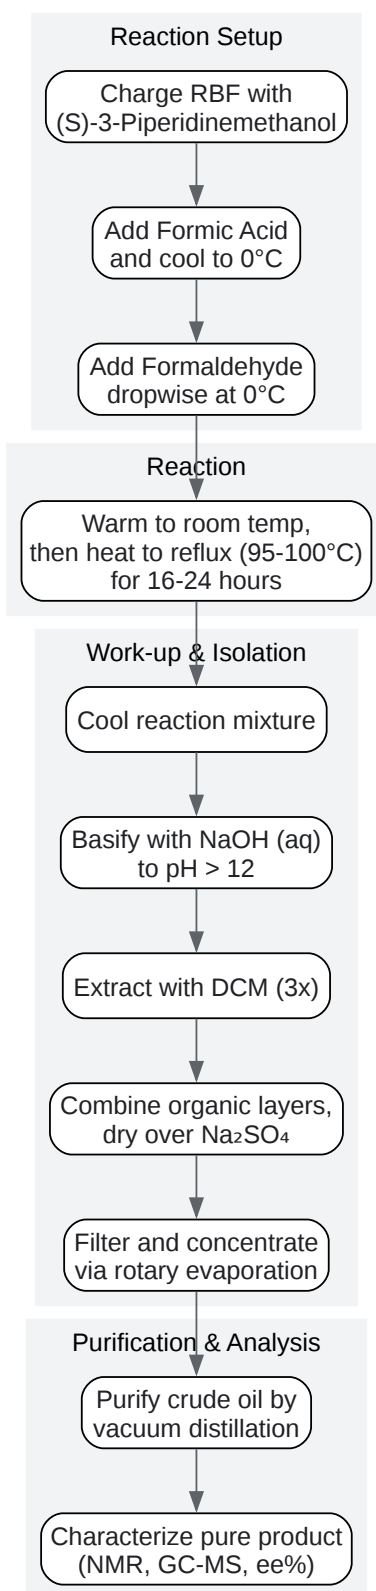 Reaction Setup
Charge RBF with
(S)-3-Piperidinemethanol
Add Formic Acid
and cool to 0°C
Add Formaldehyde
dropwise at 0°C
Reaction
Warm to room temp,
then heat to reflux (95-100°C)
for 16-24 hours
Work-up & Isolation
Cool reaction mixture
Basify with NaOH (aq)
to pH > 12
Extract with DCM (3x)
Combine organic layers,
dry over Na₂SO₄
Filter and concentrate
via rotary evaporation
Purification & Analysis
Purify crude oil by
vacuum distillation
Characterize pure product
(NMR, GC-MS, ee%)